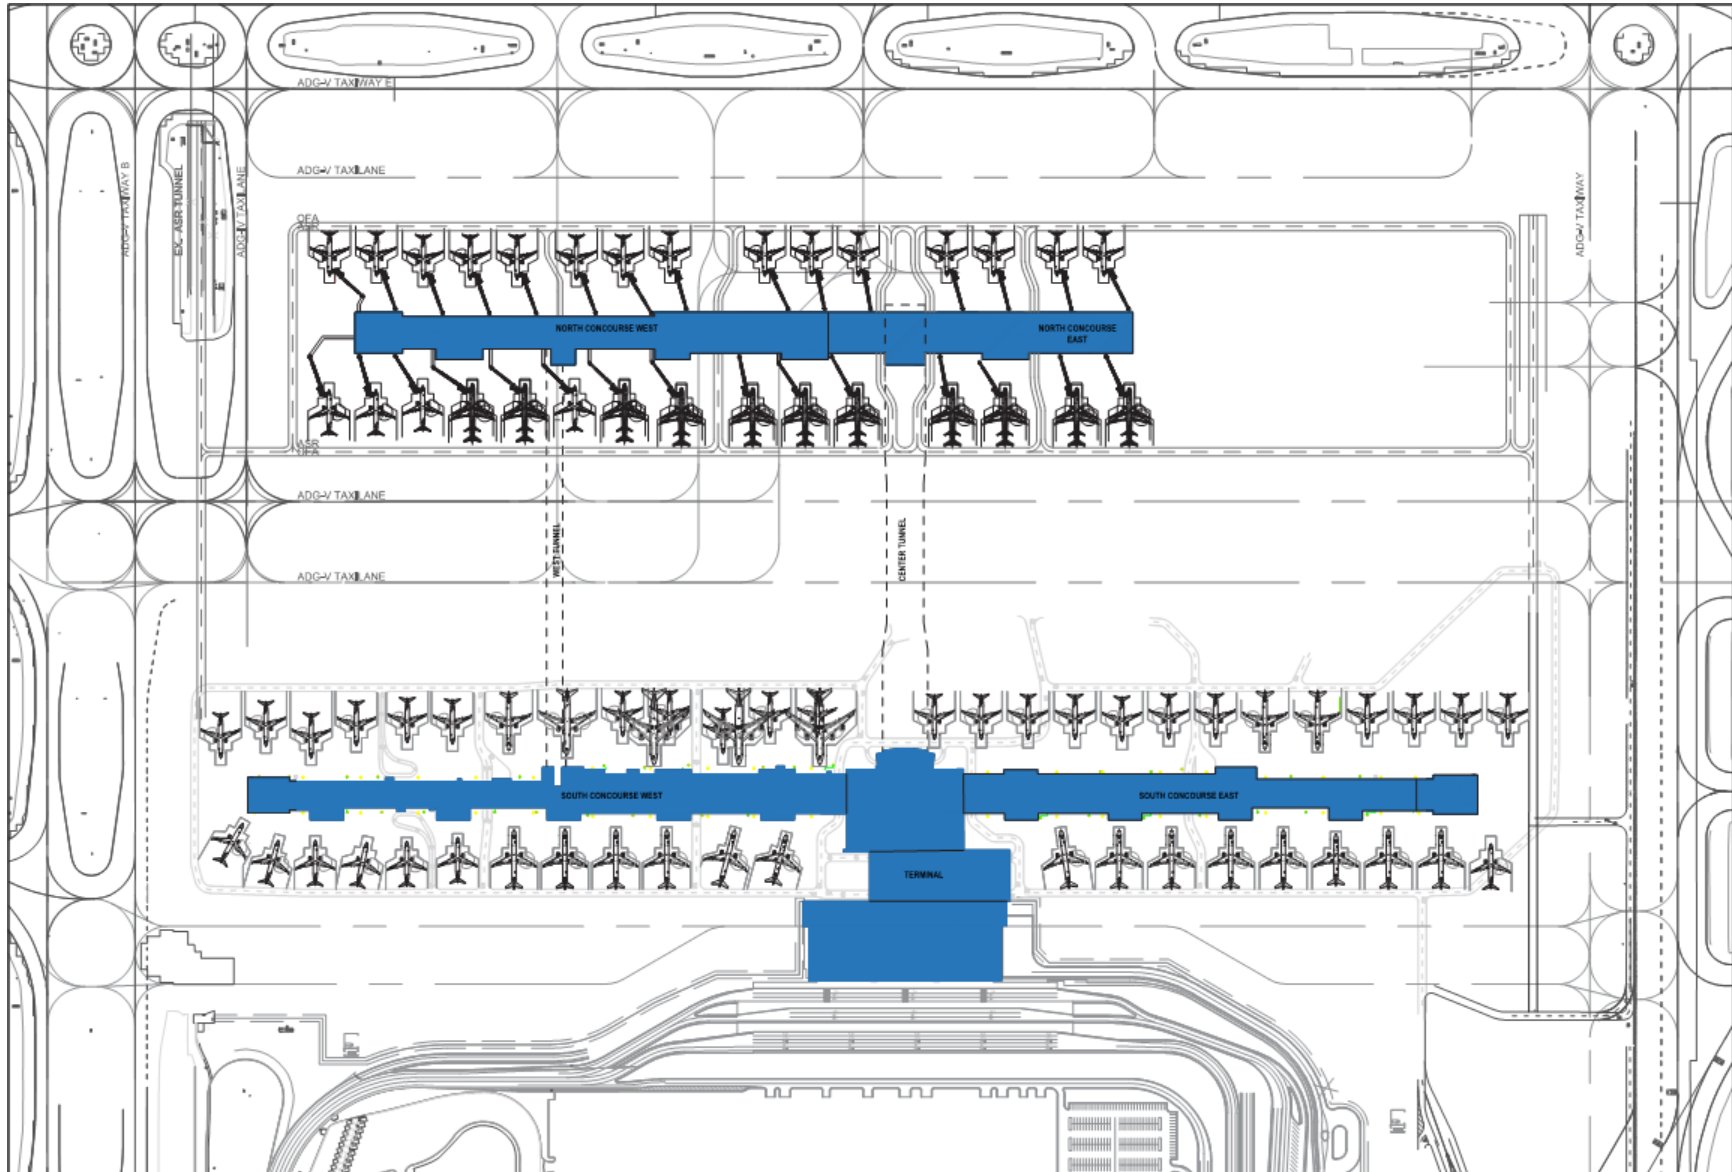 ADG-V TAXIWAY E
ADG-V TAXILANE
ADG-V TAXIWAY B
EX. ASR TUNNEL
ADG-V TAXILANE
ADG-V TAXIWAY
OFA
ASR
NORTH CONCOURSE WEST
NORTH CONCOURSE
EAST
ASR
OFA
ADG-V TAXILANE
WEST TUNNEL
CENTER TUNNEL
ADG-V TAXILANE
SOUTH CONCOURSE WEST
SOUTH CONCOURSE EAST
TERMINAL